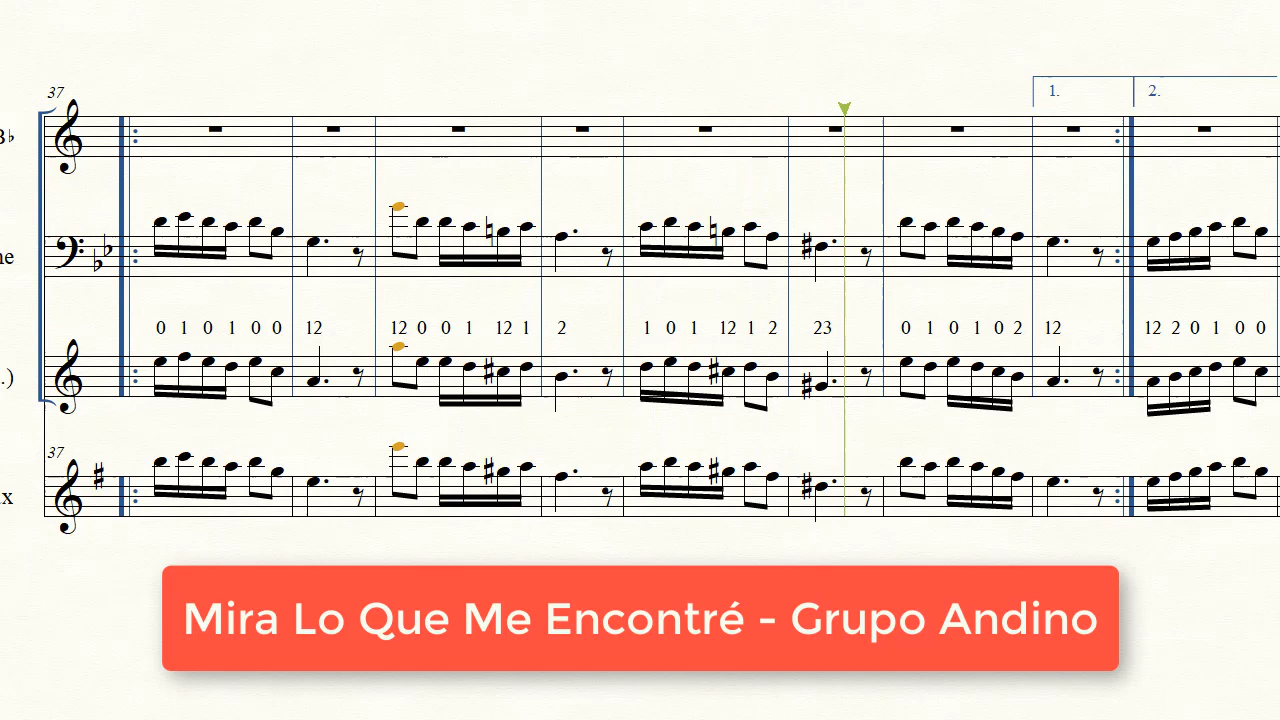 37
1.
2.
B♭
ne
0 1 0 1 0 0 12 12 0 0 1 12 1 2 1 0 1 12 1 2 23 0 1 0 1 0 2 12 12 2 0 1 0 0
.)
37
x
Mira Lo Que Me Encontré - Grupo Andino